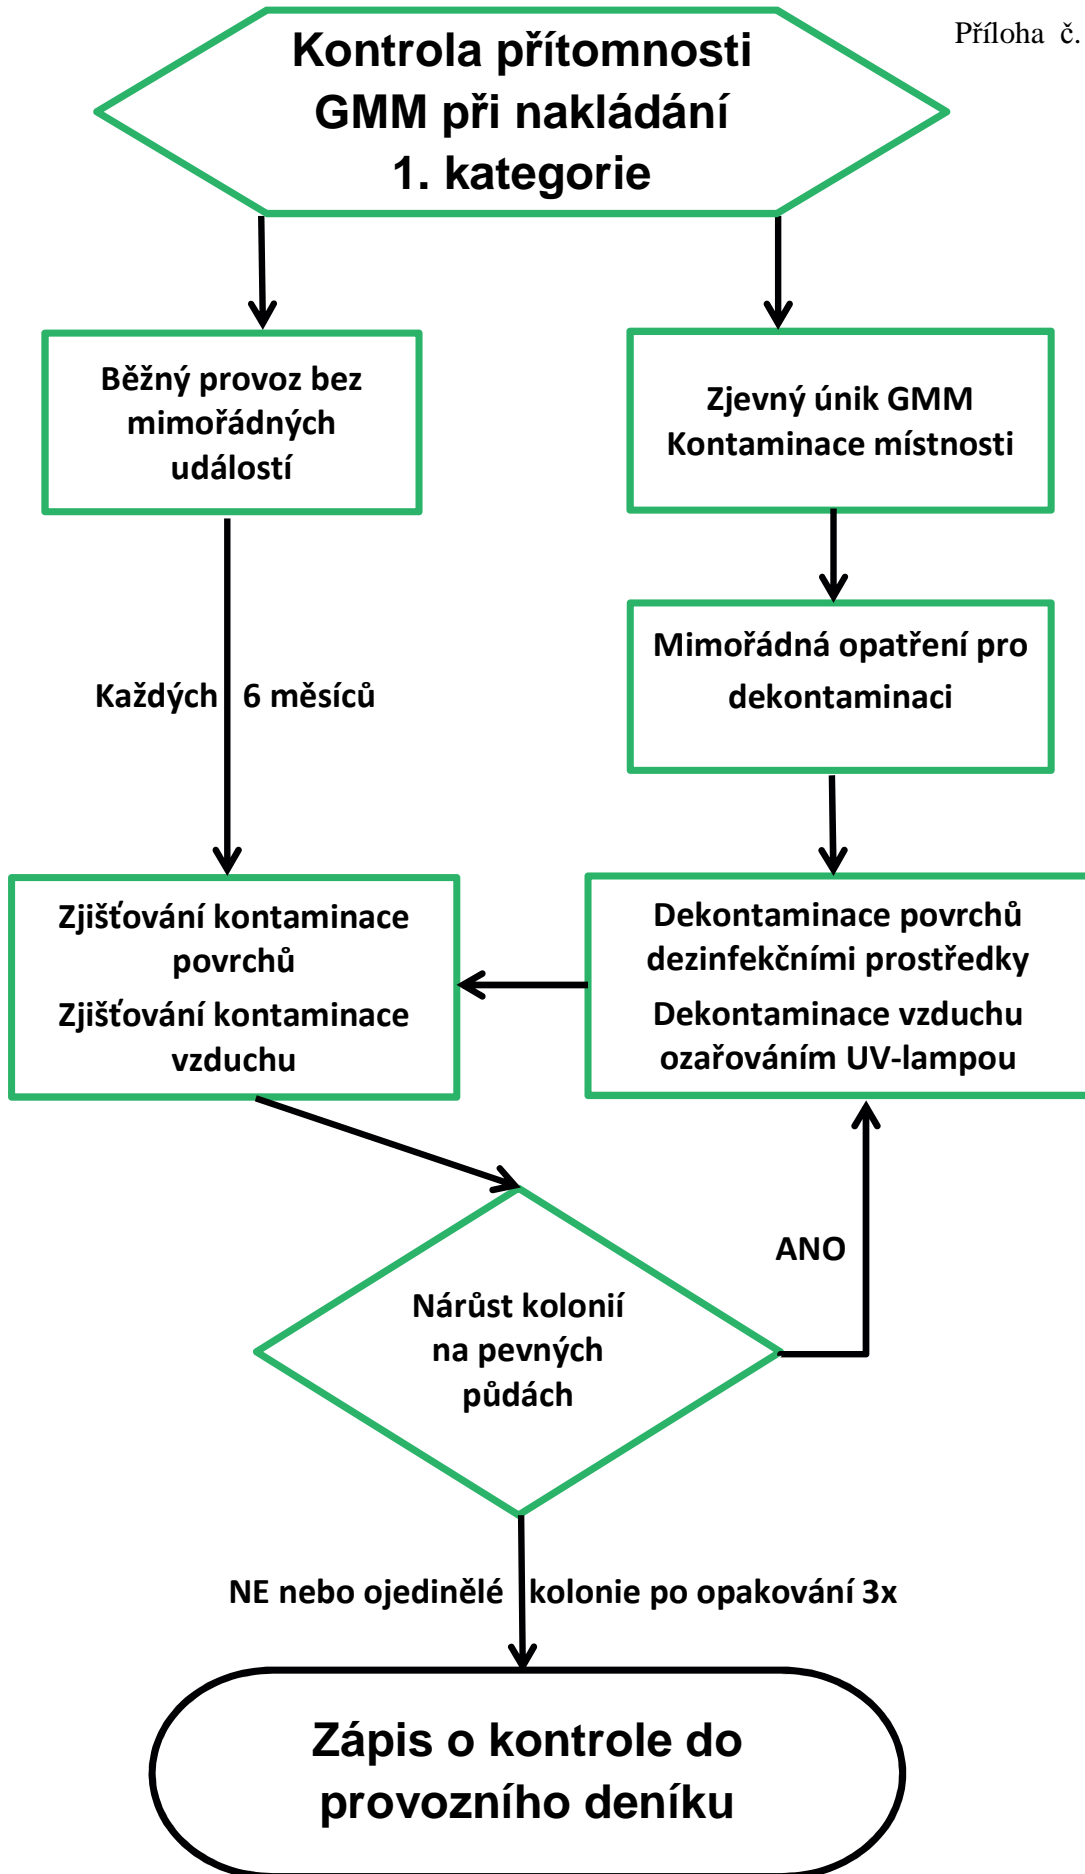 Příloha č.
Kontrola přítomnosti
GMM při nakládání
1. kategorie
Běžný provoz bez
mimořádných
událostí
Zjevný únik GMM
Kontaminace místnosti
Mimořádná opatření pro
dekontaminaci
Každých 6 měsíců
Zjišťování kontaminace
povrchů
Zjišťování kontaminace
vzduchu
Dekontaminace povrchů
dezinfekčními prostředky
Dekontaminace vzduchu
ozařováním UV-lampou
ANO
Nárůst kolonií
na pevných
půdách
NE nebo ojedinělé kolonie po opakování 3x
Zápis o kontrole do
provozního deníku